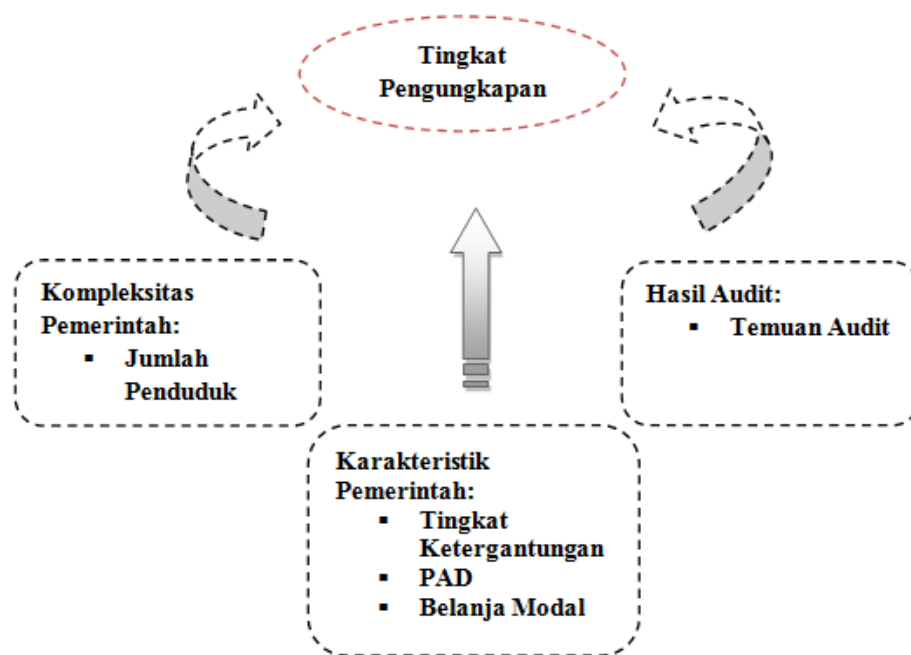 Tingkat
Pengungkapan
Kompleksitas
Pemerintah:
▪ Jumlah
Penduduk
Hasil Audit:
▪ Temuan Audit
Karakteristik
Pemerintah:
▪ Tingkat
Ketergantungan
▪ PAD
▪ Belanja Modal